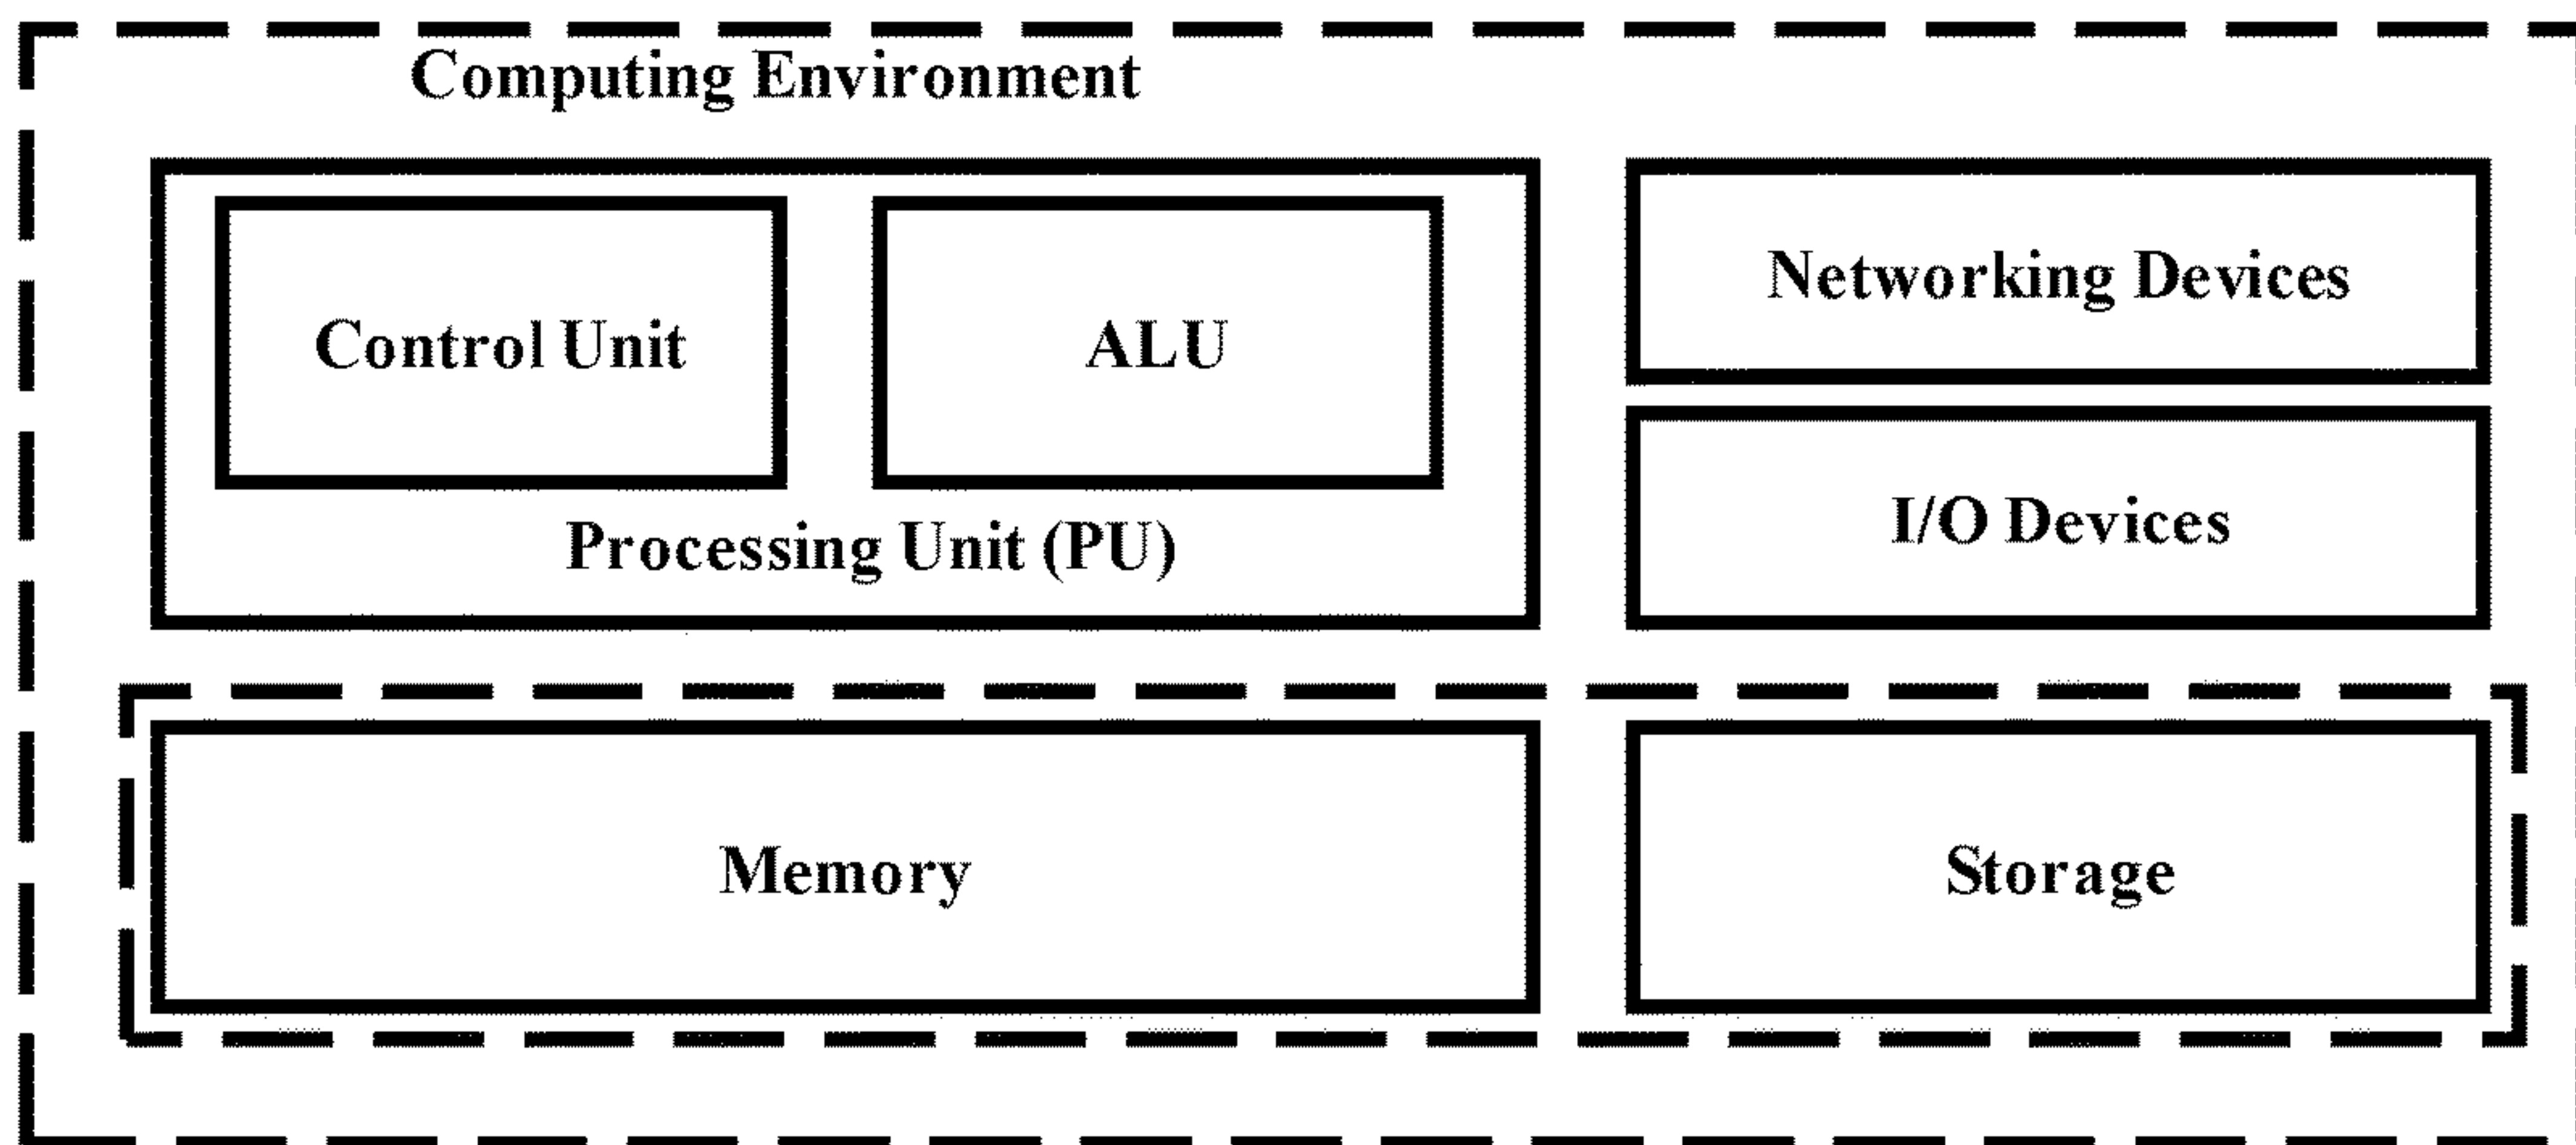 Computing Environment
Control Unit
ALU
Processing Unit (PU)
Networking Devices
I/O Devices
Memory
Storage